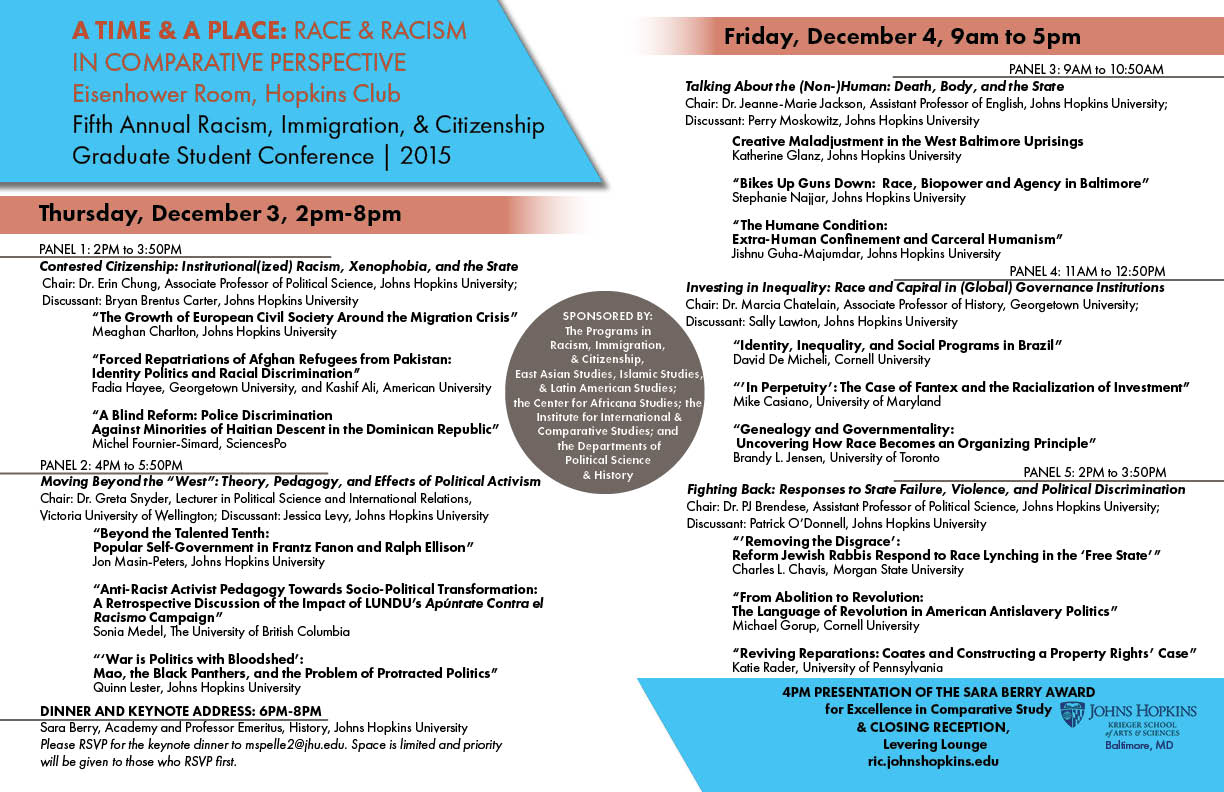 A TIME & A PLACE: RACE & RACISM
IN COMPARATIVE PERSPECTIVE
Eisenhower Room, Hopkins Club
Fifth Annual Racism, Immigration, & Citizenship
Graduate Student Conference | 2015
Thursday, December 3, 2pm-8pm
PANEL 1: 2PM to 3:50PM
Contested Citizenship: Institutional(ized) Racism, Xenophobia, and the State
Chair: Dr. Erin Chung, Associate Professor of Political Science, Johns Hopkins University;
Discussant: Bryan Brentus Carter, Johns Hopkins University
“The Growth of European Civil Society Around the Migration Crisis”
Meaghan Charlton, Johns Hopkins University
“Forced Repatriations of Afghan Refugees from Pakistan:
Identity Politics and Racial Discrimination”
Fadia Hayee, Georgetown University, and Kashif Ali, American University
“A Blind Reform: Police Discrimination
Against Minorities of Haitian Descent in the Dominican Republic”
Michel Fournier-Simard, SciencesPo
PANEL 2: 4PM to 5:50PM
Moving Beyond the “West”: Theory, Pedagogy, and Effects of Political Activism
Chair: Dr. Greta Snyder, Lecturer in Political Science and International Relations,
Victoria University of Wellington; Discussant: Jessica Levy, Johns Hopkins University
“Beyond the Talented Tenth:
Popular Self-Government in Frantz Fanon and Ralph Ellison”
Jon Masin-Peters, Johns Hopkins University
“Anti-Racist Activist Pedagogy Towards Socio-Political Transformation:
A Retrospective Discussion of the Impact of LUNDU’s Apúntate Contra el
Racismo Campaign”
Sonia Medel, The University of British Columbia
“‘War is Politics with Bloodshed’:
Mao, the Black Panthers, and the Problem of Protracted Politics”
Quinn Lester, Johns Hopkins University
DINNER AND KEYNOTE ADDRESS: 6PM-8PM
Sara Berry, Academy and Professor Emeritus, History, Johns Hopkins University
Please RSVP for the keynote dinner to mspelle2@jhu.edu. Space is limited and priority
will be given to those who RSVP first.
SPONSORED BY:
The Programs in
Racism, Immigration,
& Citizenship,
East Asian Studies, Islamic Studies,
& Latin American Studies;
the Center for Africana Studies; the
Institute for International &
Comparative Studies; and
the Departments of
Political Science
& History
Friday, December 4, 9am to 5pm
PANEL 3: 9AM to 10:50AM
Talking About the (Non-)Human: Death, Body, and the State
Chair: Dr. Jeanne-Marie Jackson, Assistant Professor of English, Johns Hopkins University;
Discussant: Perry Moskowitz, Johns Hopkins University
Creative Maladjustment in the West Baltimore Uprisings
Katherine Glanz, Johns Hopkins University
“Bikes Up Guns Down: Race, Biopower and Agency in Baltimore”
Stephanie Najjar, Johns Hopkins University
“The Humane Condition:
Extra-Human Confinement and Carceral Humanism”
Jishnu Guha-Majumdar, Johns Hopkins University
PANEL 4: 11AM to 12:50PM
Investing in Inequality: Race and Capital in (Global) Governance Institutions
Chair: Dr. Marcia Chatelain, Associate Professor of History, Georgetown University;
Discussant: Sally Lawton, Johns Hopkins University
“Identity, Inequality, and Social Programs in Brazil”
David De Micheli, Cornell University
“’In Perpetuity’: The Case of Fantex and the Racialization of Investment”
Mike Casiano, University of Maryland
“Genealogy and Governmentality:
Uncovering How Race Becomes an Organizing Principle”
Brandy L. Jensen, University of Toronto
PANEL 5: 2PM to 3:50PM
Fighting Back: Responses to State Failure, Violence, and Political Discrimination
Chair: Dr. PJ Brendese, Assistant Professor of Political Science, Johns Hopkins University;
Discussant: Patrick O’Donnell, Johns Hopkins University
“’Removing the Disgrace’:
Reform Jewish Rabbis Respond to Race Lynching in the ‘Free State’”
Charles L. Chavis, Morgan State University
“From Abolition to Revolution:
The Language of Revolution in American Antislavery Politics”
Michael Gorup, Cornell University
“Reviving Reparations: Coates and Constructing a Property Rights’ Case”
Katie Rader, University of Pennsylvania
4PM PRESENTATION OF THE SARA BERRY AWARD
for Excellence in Comparative Study
& CLOSING RECEPTION,
Levering Lounge
ric.johnshopkins.edu
JOHNS HOPKINS
KRIEGER SCHOOL
of ARTS & SCIENCES
Baltimore, MD